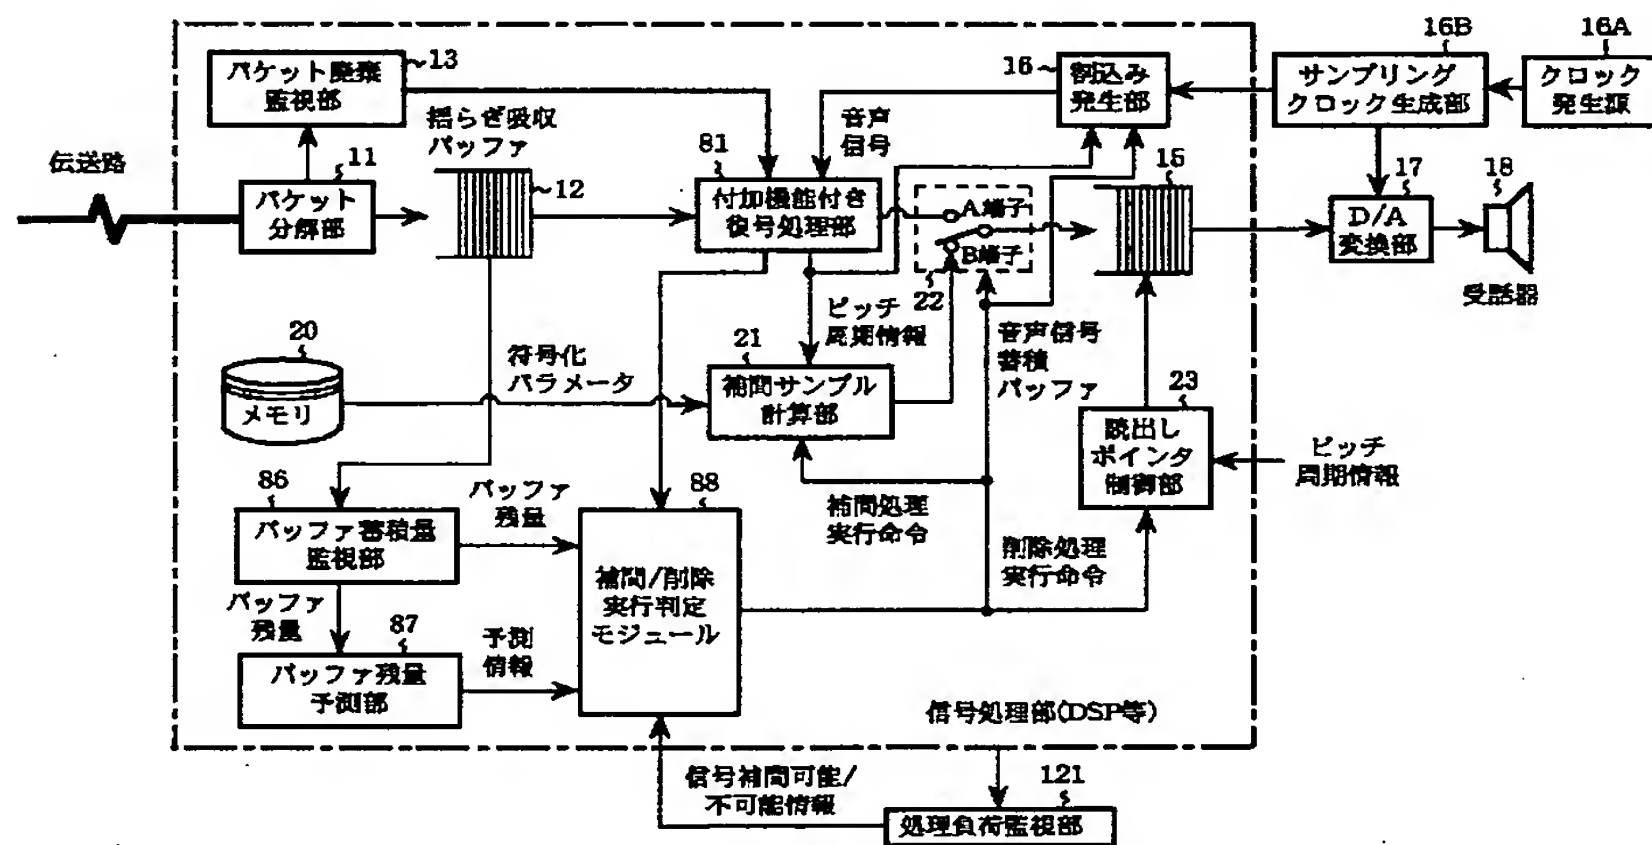 13
パケット廃棄
監視部
揺らぎ吸収
バッファ
伝送路
11
パケット
分解部
12
81
付加機能付き
復号処理部
音声
信号
16
割込み
発生部
16B
サンプリング
クロック生成部
16A
クロック
発生源
A端子
B端子
22
15
17
D/A
変換部
18
受話器
20
メモリ
符号化
パラメータ
ピッチ
周期情報
21
補間サンプル
計算部
音声信号
蓄積
バッファ
23
読出し
ポインタ
制御部
ピッチ
周期情報
86
バッファ蓄積量
監視部
バッファ
残量
88
補間/削除
実行判定
モジュール
補間処理
実行命令
削除処理
実行命令
バッファ
残量
87
バッファ残量
予測部
予測
情報
信号処理部(DSP等)
信号補間可能/
不可能情報
121
処理負荷監視部